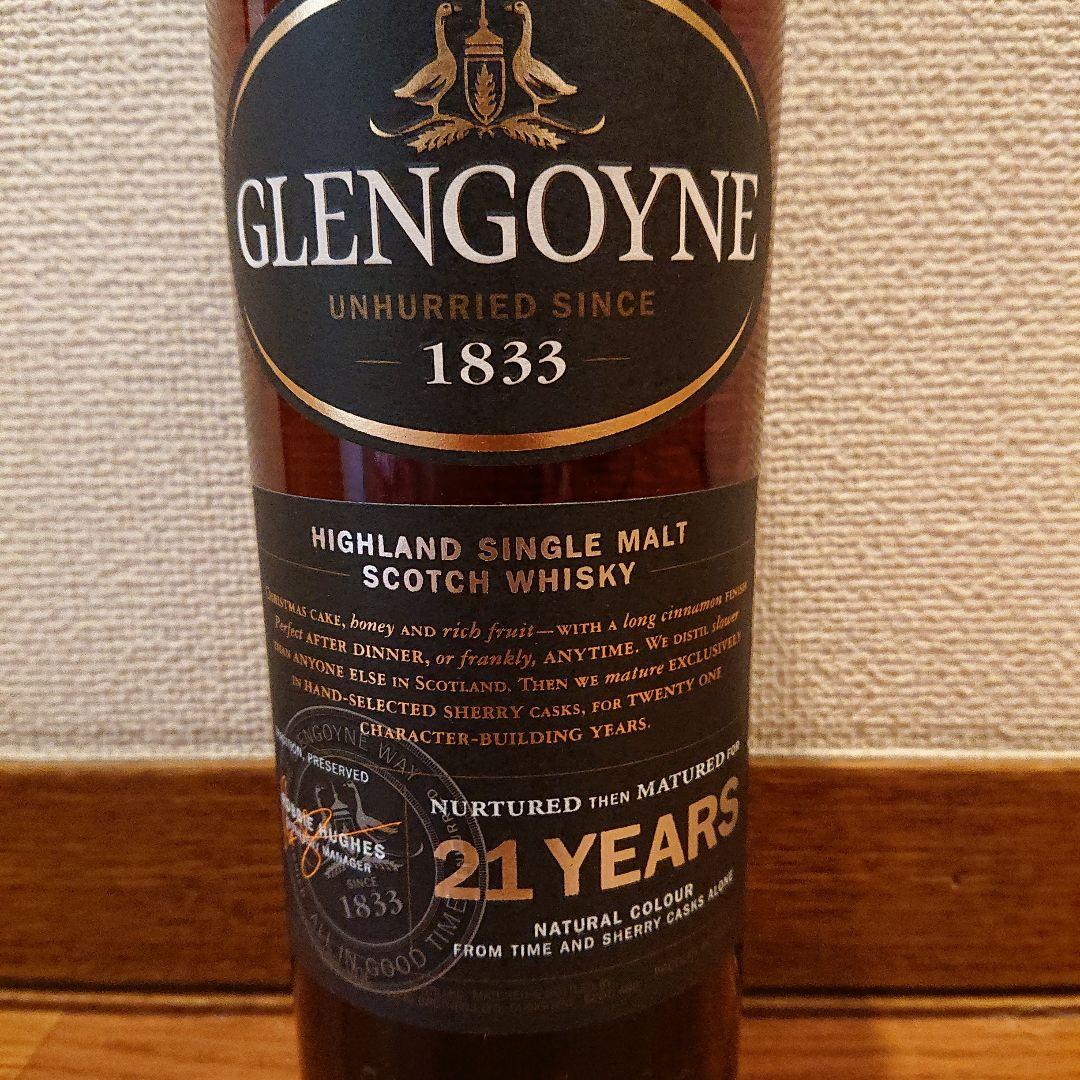 GLENGOYNE
UNHURRIED SINCE
1833
HIGHLAND SINGLE MALT
SCOTCH WHISKY
CHRISTMAS CAKE, honey AND rich fruit—WITH A long cinnamon FINISH
Perfect AFTER DINNER, or frankly, ANYTIME. WE DISTIL slower
THAN ANYONE ELSE IN SCOTLAND. THEN WE mature EXCLUSIVELY
IN HAND-SELECTED SHERRY CASKS, FOR TWENTY ONE
CHARACTER-BUILDING YEARS.
GLENGOYNE WAY
PRESERVED
HUGHES
MANAGER
SINCE
1833
ALL IN GOOD TIME
NURTURED THEN MATURED FOR
21 YEARS
NATURAL COLOUR
FROM TIME AND SHERRY CASKS ALONE